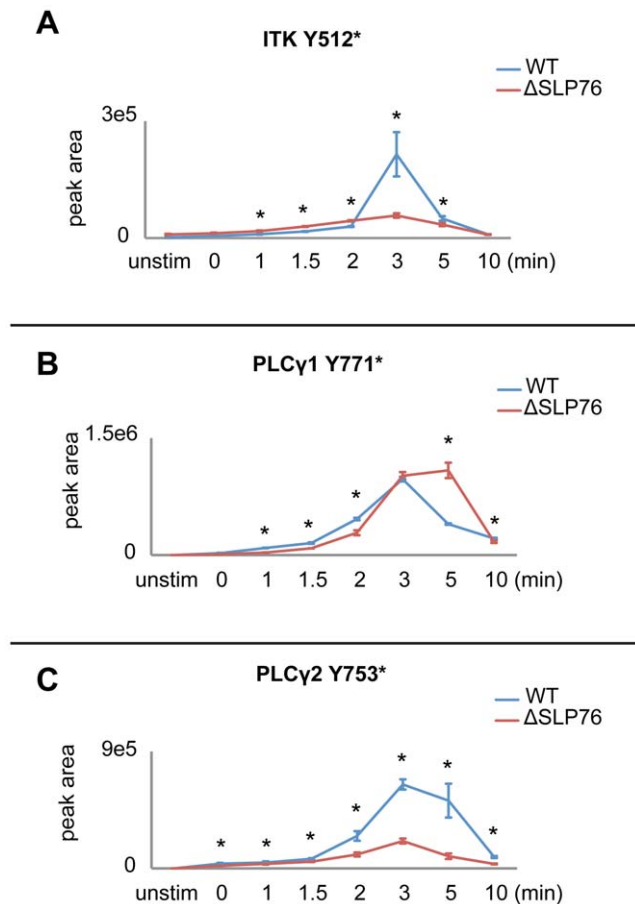 A
ITK Y512*
WT
ΔSLP76
3e5
peak area
0
* * * * *
unstim 0 1 1.5 2 3 5 10 (min)
B
PLCγ1 Y771*
WT
ΔSLP76
1.5e6
peak area
0
* * * * *
unstim 0 1 1.5 2 3 5 10 (min)
C
PLCγ2 Y753*
WT
ΔSLP76
9e5
peak area
0
* * * * * * *
unstim 0 1 1.5 2 3 5 10 (min)